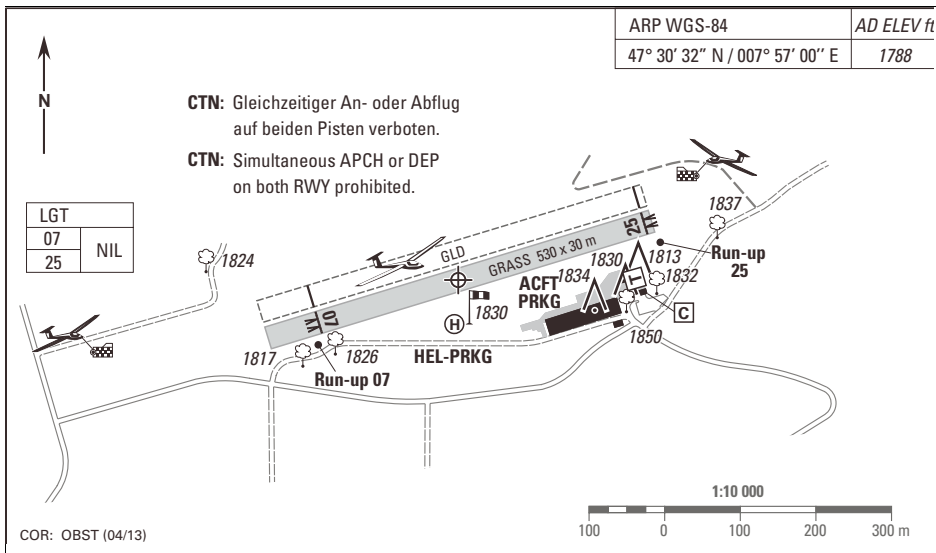 ARP WGS-84
AD ELEV ft
47° 30′ 32″ N / 007° 57′ 00″ E
1788
N
CTN: Gleichzeitiger An- oder Abflug
auf beiden Pisten verboten.
CTN: Simultaneous APCH or DEP
on both RWY prohibited.
LGT
07
25
NIL
1824
1837
GLD
GRASS 530 x 30 m
25
Run-up
25
1813
1830
1832
1834
ACFT
PRKG
T
C
1830
H
07
1850
1817
1826
HEL-PRKG
Run-up 07
1:10 000
100
0
100
200
300 m
COR: OBST (04/13)